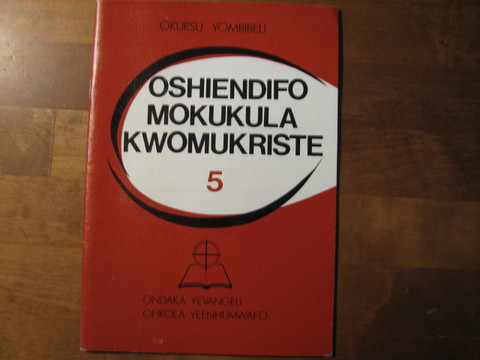 OKURSU YOMBIBELI
OSHIENDIFO
MOKUKULA
KWOMUKRISTE
5
ONDAKA YEVANGELI
OFIKOLA YEENHUMWAFO